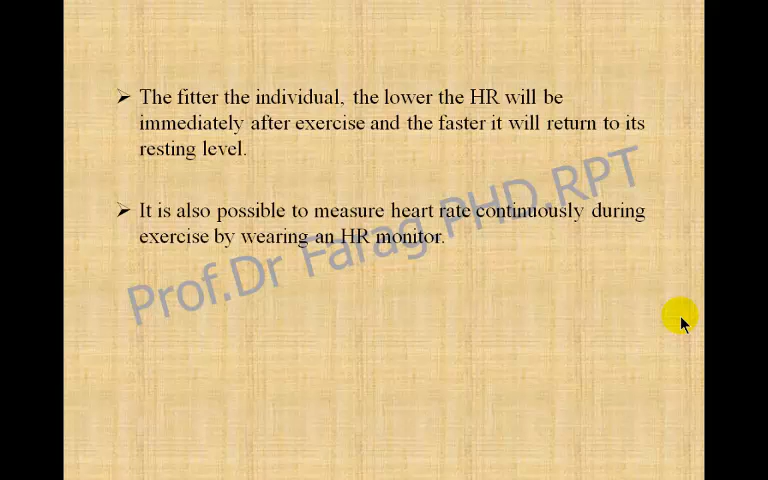 ➢ The fitter the individual, the lower the HR will be
immediately after exercise and the faster it will return to its
resting level.
➢ It is also possible to measure heart rate continuously during
exercise by wearing an HR monitor.
Prof.Dr Farag PHD.RPT